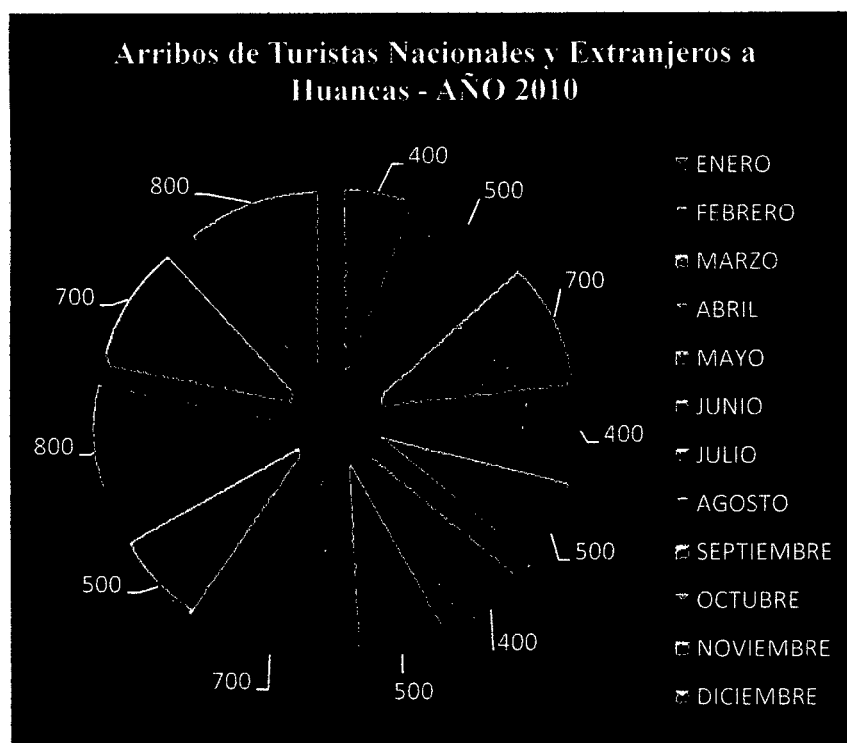 Arribos de Turistas Nacionales y Extranjeros a
Huancas - AÑO 2010
400
500
700
400
500
400
500
700
500
800
700
800
ENERO
FEBRERO
MARZO
ABRIL
MAYO
JUNIO
JULIO
AGOSTO
SEPTIEMBRE
OCTUBRE
NOVIEMBRE
DICIEMBRE